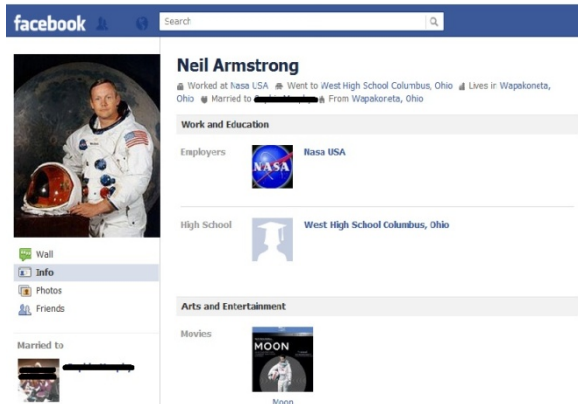 facebook
Search
Neil Armstrong
Worked at Nasa USA Went to West High School Columbus, Ohio Lives in Wapakoneta,
Ohio Married to From Wapakoneta, Ohio
Work and Education
Employers
NASA
Nasa USA
High School
West High School Columbus, Ohio
Wall
Info
Photos
Friends
Arts and Entertainment
Married to
Movies
MOON
Moon